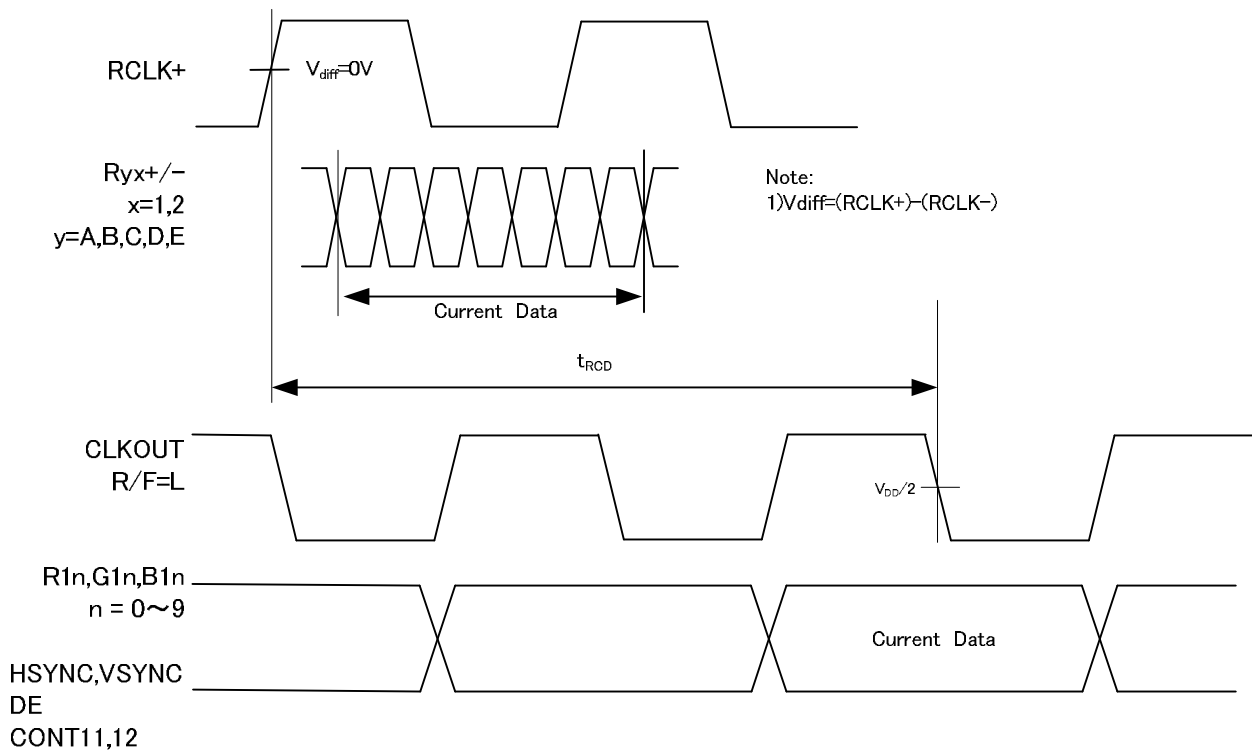 RCLK+
Vdiff=0V
Ryx+/-
x=1,2
y=A,B,C,D,E
Note:
1)Vdiff=(RCLK+)-(RCLK-)
Current Data
tRCD
CLKOUT
R/F=L
VDD/2
R1n,G1n,B1n
n = 0～9
Current Data
HSYNC,VSYNC
DE
CONT11,12